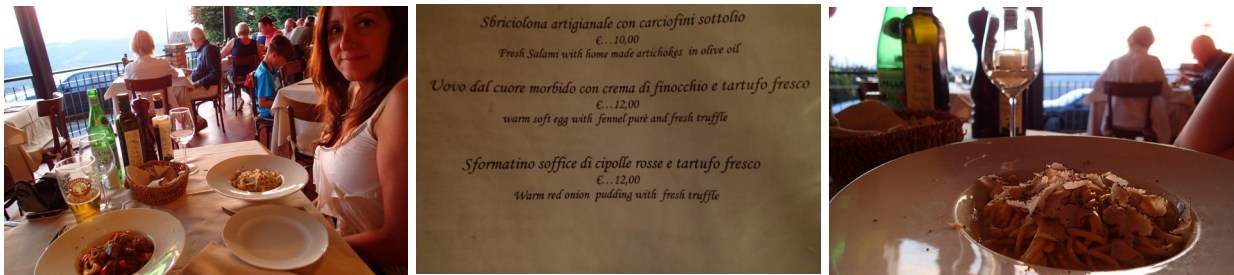 Sbriciolona artigianale con carciofini sottolio
€...10,00
Fresh Salami with home made artichokes in olive oil
Uovo dal cuore morbido con crema di finocchio e tartufo fresco
€...12,00
warm soft egg with fennel purè and fresh truffle
Sformatino soffice di cipolle rosse e tartufo fresco
€...12,00
Warm red onion pudding with fresh truffle